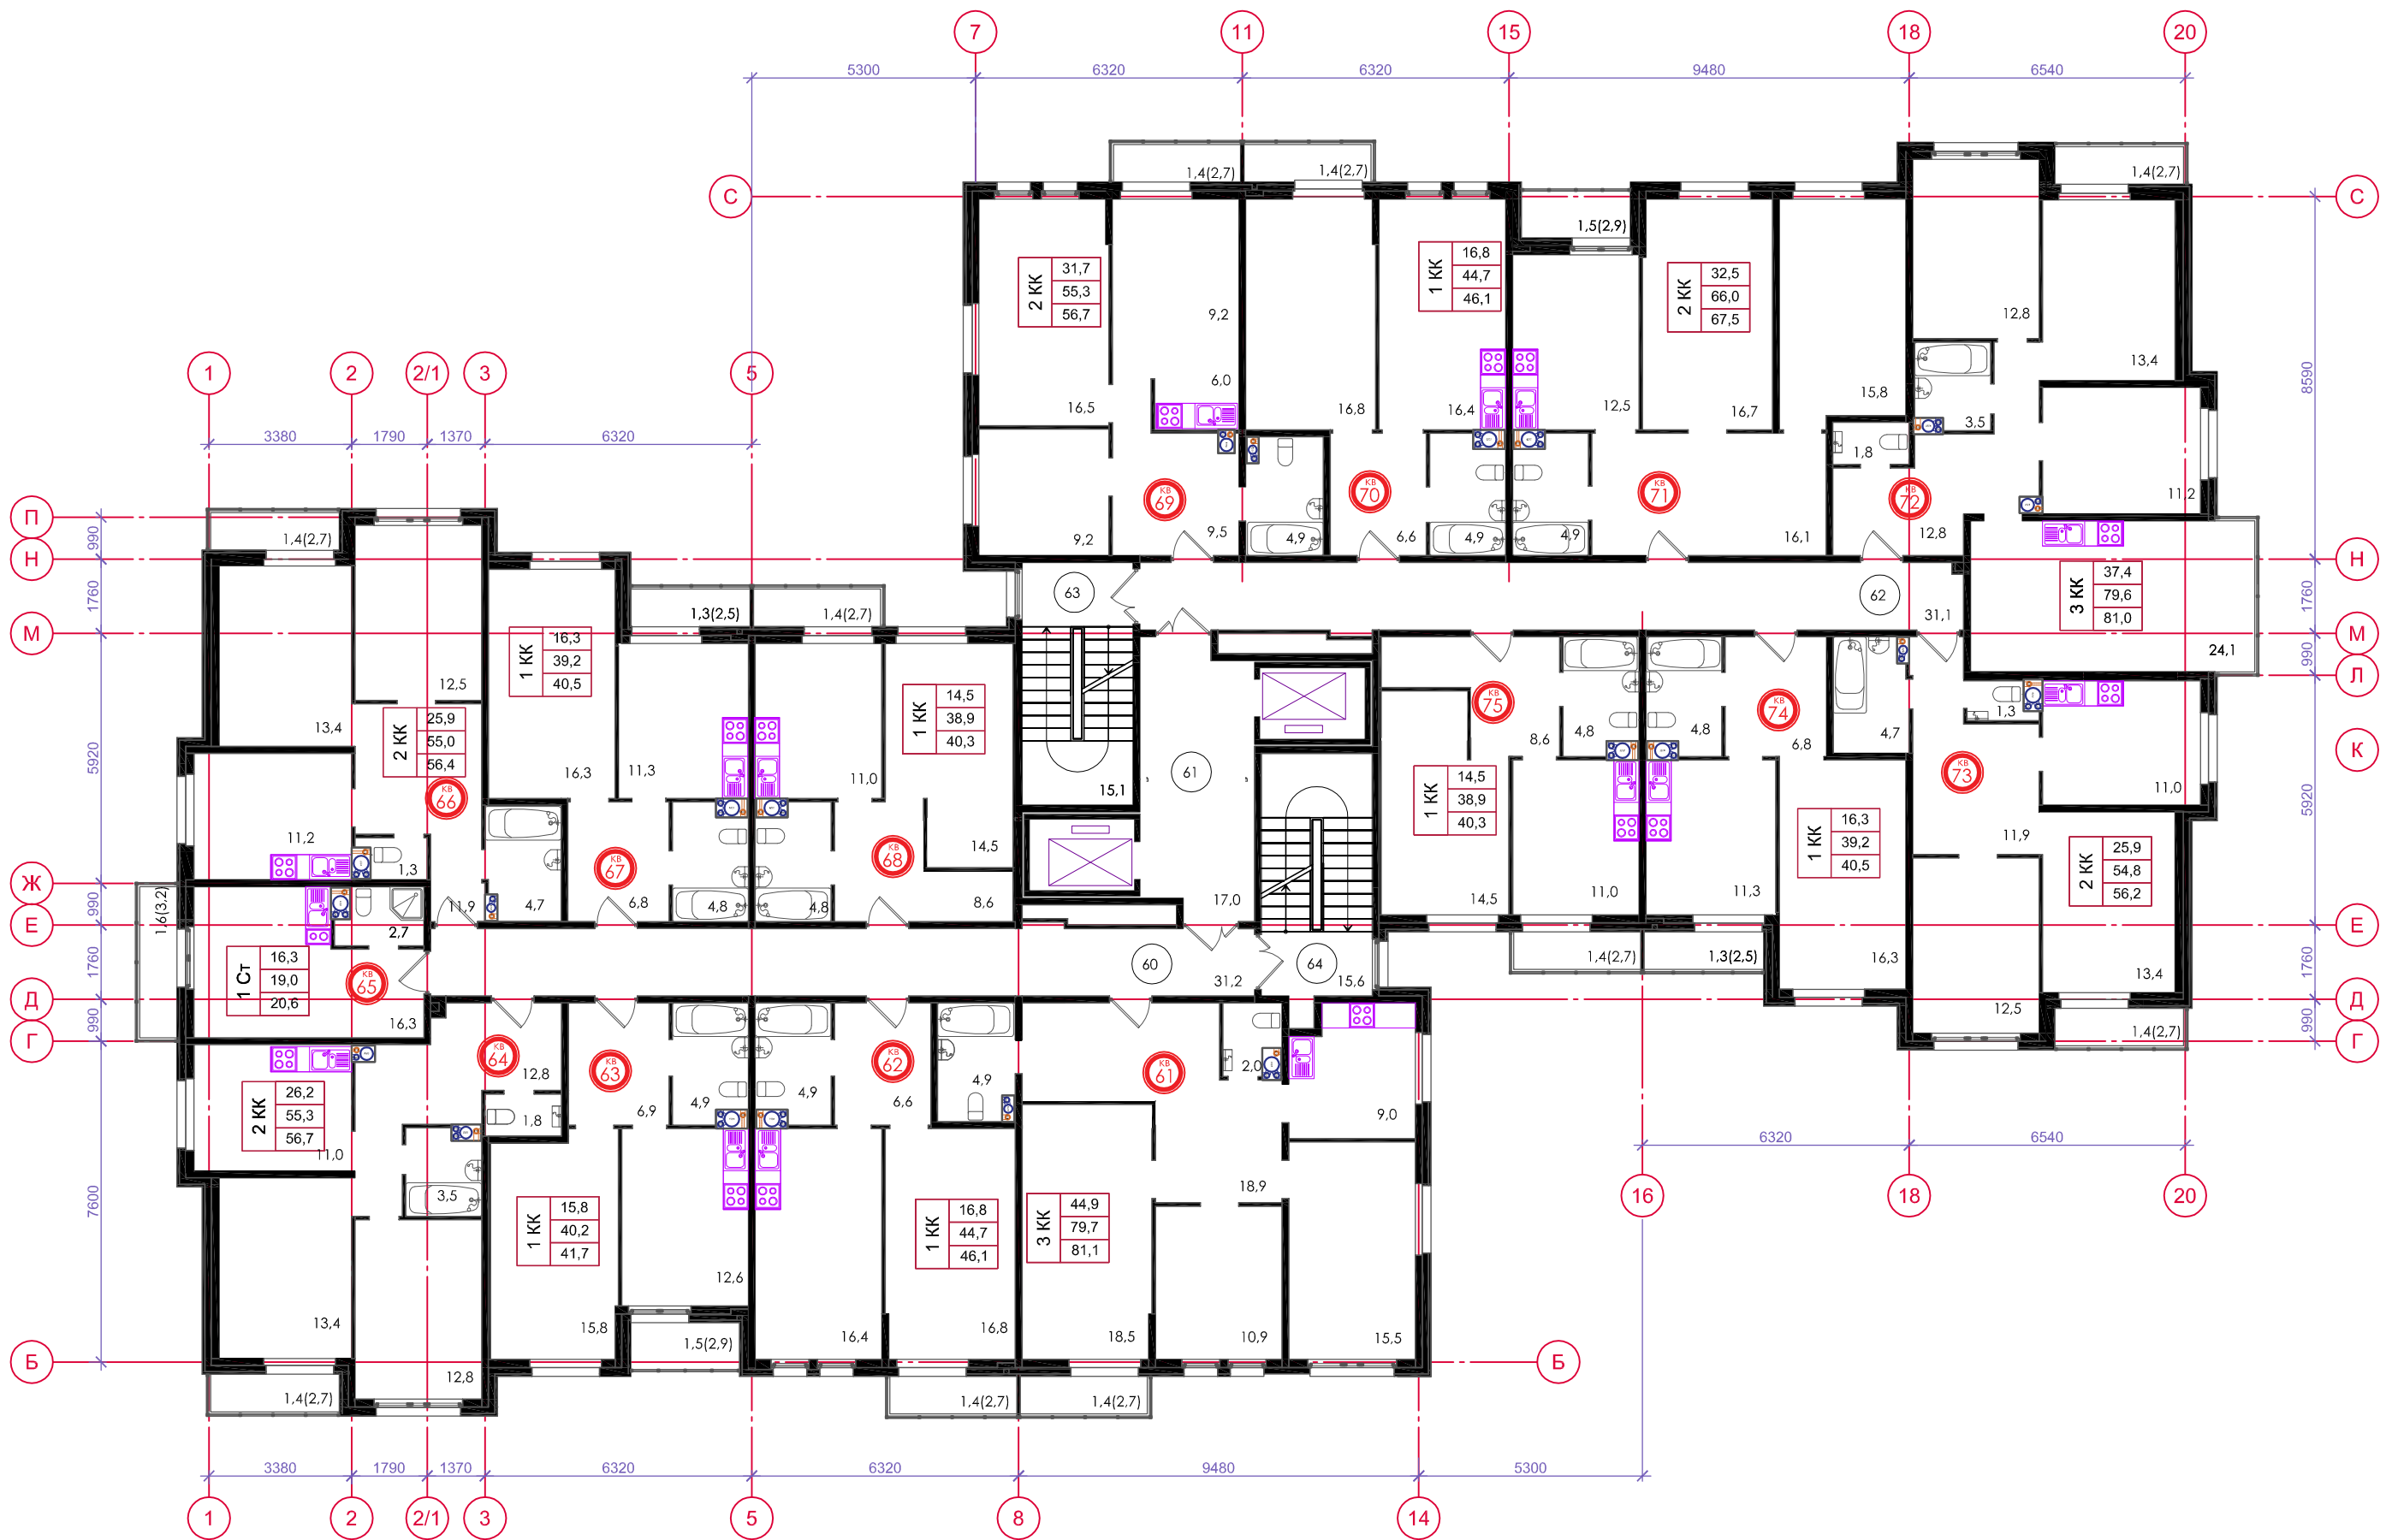 7 11 15 18 20
5300 6320 6320 9480 6540
1,4(2,7) 1,4(2,7) 1,4(2,7)
С С
1,5(2,9)
2 КК 31,7 55,3 56,7
1 КК 16,8 44,7 46,1
2 КК 32,5 66,0 67,5
9,2 12,8
6,0 13,4
16,5 16,8 16,4 12,5 16,7 15,8
8590
1 2 2/1 3 5
3380 1790 1370 6320
3,5
1,8
КВ 69 КВ 70 КВ 71 КВ 72
11,2
9,2 9,5 4,9 6,6 4,9 4,9 16,1 12,8
П
990
1,4(2,7)
Н Н
63 62
3 КК 37,4 79,6 81,0
1760 1760
1,3(2,5) 1,4(2,7) 31,1
М М
24,1
990
Л
1 КК 16,3 39,2 40,5
12,5
13,4
2 КК 25,9 55,0 56,4
1 КК 14,5 38,9 40,3
КВ 75 КВ 74
1,3
8,6 4,8 4,8 6,8 4,7
К
5920
16,3 11,3 11,0 15,1
61
КВ 73
11,0
КВ 66
1 КК 14,5 38,9 40,3
1 КК 16,3 39,2 40,5
5920
11,2 1,3 14,5
11,9
2 КК 25,9 54,8 56,2
КВ 67 КВ 68
Ж
990
1,6(3,2)
11,9 4,7 6,8 4,8 4,8 8,6 17,0 14,5 11,0 11,3
Е Е
2,7
1 Ст 16,3 19,0 20,6
КВ 65
60 64
1,4(2,7) 1,3(2,5) 16,3
1760 1760
31,2 15,6 13,4
Д Д
12,5
16,3
990 990
1,4(2,7)
Г Г
КВ 64 КВ 63 КВ 62 КВ 61
12,8 4,9 2,0
2 КК 26,2 55,3 56,7
1,8 6,9 4,9 4,9 6,6 9,0
11,0
6320 6540
3,5 18,9
16 18 20
7600
1 КК 15,8 40,2 41,7
1 КК 16,8 44,7 46,1
3 КК 44,9 79,7 81,1
12,6
13,4 15,8 16,4 16,8 18,5 10,9 15,5
1,5(2,9)
Б Б
12,8
1,4(2,7) 1,4(2,7) 1,4(2,7)
3380 1790 1370 6320 6320 9480 5300
1 2 2/1 3 5 8 14